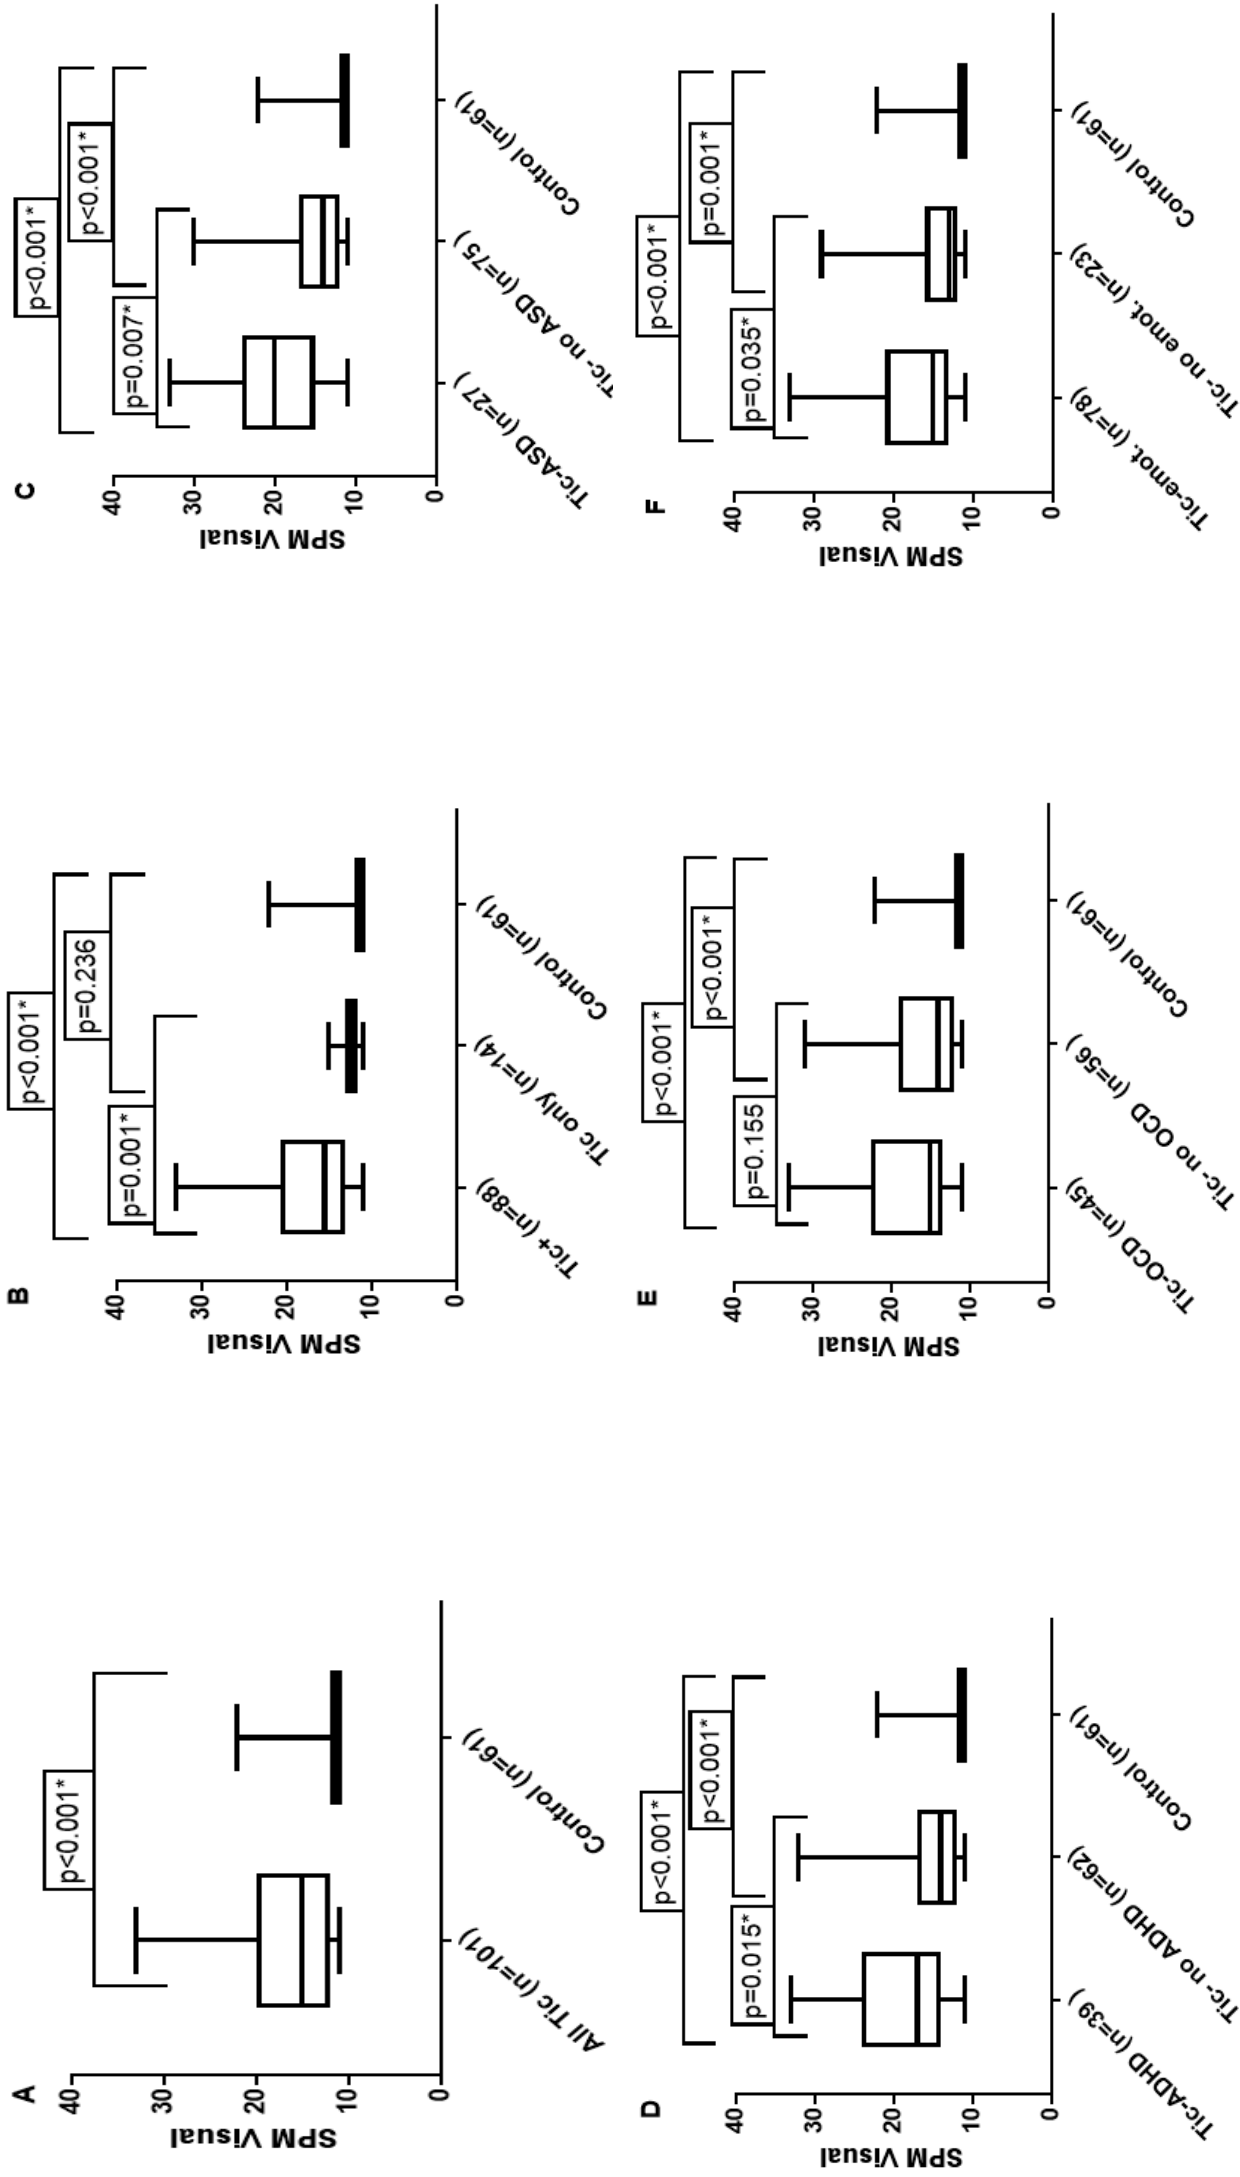 A
SPM Visual
40
30
20
10
0
p<0.001*
All Tic (n=101)
Control (n=61)
B
SPM Visual
40
30
20
10
0
p<0.001*
p=0.236
p=0.001*
Tic+ (n=88)
Tic only (n=14)
Control (n=61)
C
SPM Visual
40
30
20
10
0
p<0.001*
p<0.001*
p=0.007*
Tic-ASD (n=27)
Tic- no ASD (n=75)
Control (n=61)
D
SPM Visual
40
30
20
10
0
p<0.001*
p<0.001*
p=0.015*
Tic-ADHD (n=39)
Tic- no ADHD (n=62)
Control (n=61)
E
SPM Visual
40
30
20
10
0
p<0.001*
p<0.001*
p=0.155
Tic-OCD (n=45)
Tic- no OCD (n=56)
Control (n=61)
F
SPM Visual
40
30
20
10
0
p<0.001*
p=0.001*
p=0.035*
Tic-emot. (n=78)
Tic- no emot. (n=23)
Control (n=61)